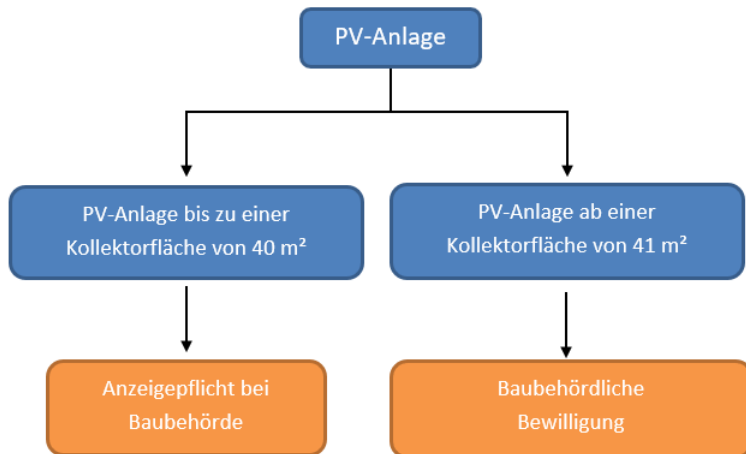 PV-Anlage
PV-Anlage bis zu einer
Kollektorfläche von 40 m²
PV-Anlage ab einer
Kollektorfläche von 41 m²
Anzeigepflicht bei
Baubehörde
Baubehördliche
Bewilligung